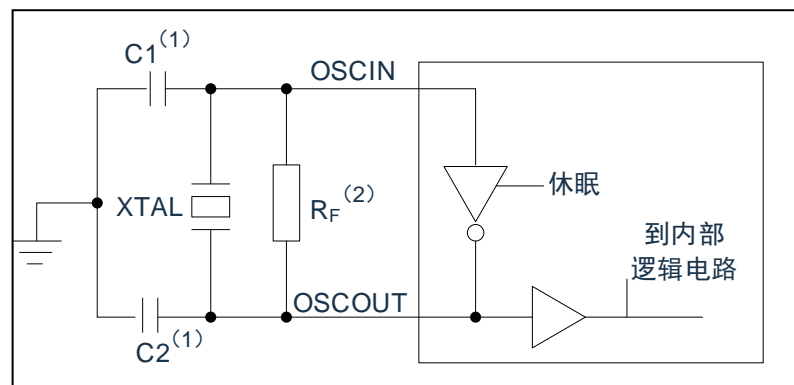 C1(1)
OSCIN
XTAL
RF(2)
休眠
到内部
逻辑电路
OSCOUT
C2(1)